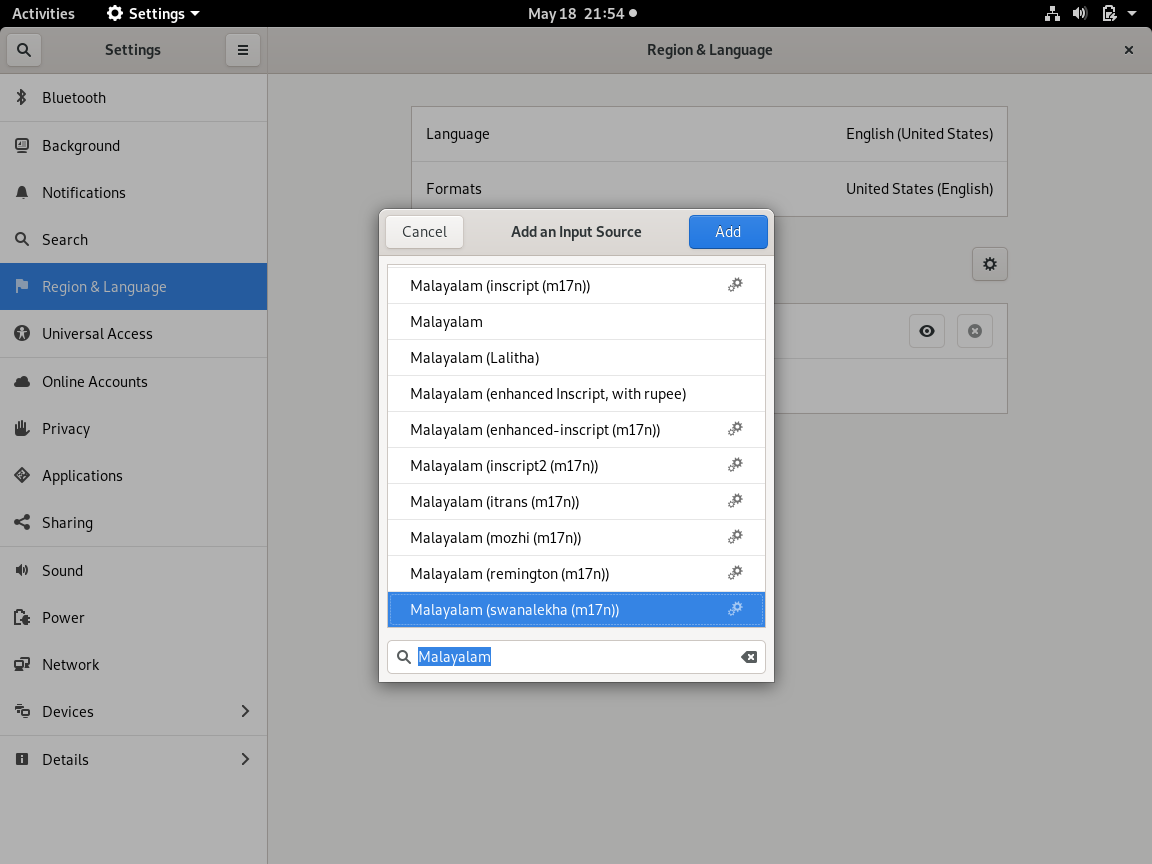 Activities
Settings
May 18 21:54
Settings
Region & Language
Bluetooth
Background
Notifications
Search
Region & Language
Universal Access
Online Accounts
Privacy
Applications
Sharing
Sound
Power
Network
Devices
Details
Language
English (United States)
Formats
United States (English)
Cancel
Add an Input Source
Add
Malayalam (inscript (m17n))
Malayalam
Malayalam (Lalitha)
Malayalam (enhanced Inscript, with rupee)
Malayalam (enhanced-inscript (m17n))
Malayalam (inscript2 (m17n))
Malayalam (itrans (m17n))
Malayalam (mozhi (m17n))
Malayalam (remington (m17n))
Malayalam (swanalekha (m17n))
Malayalam